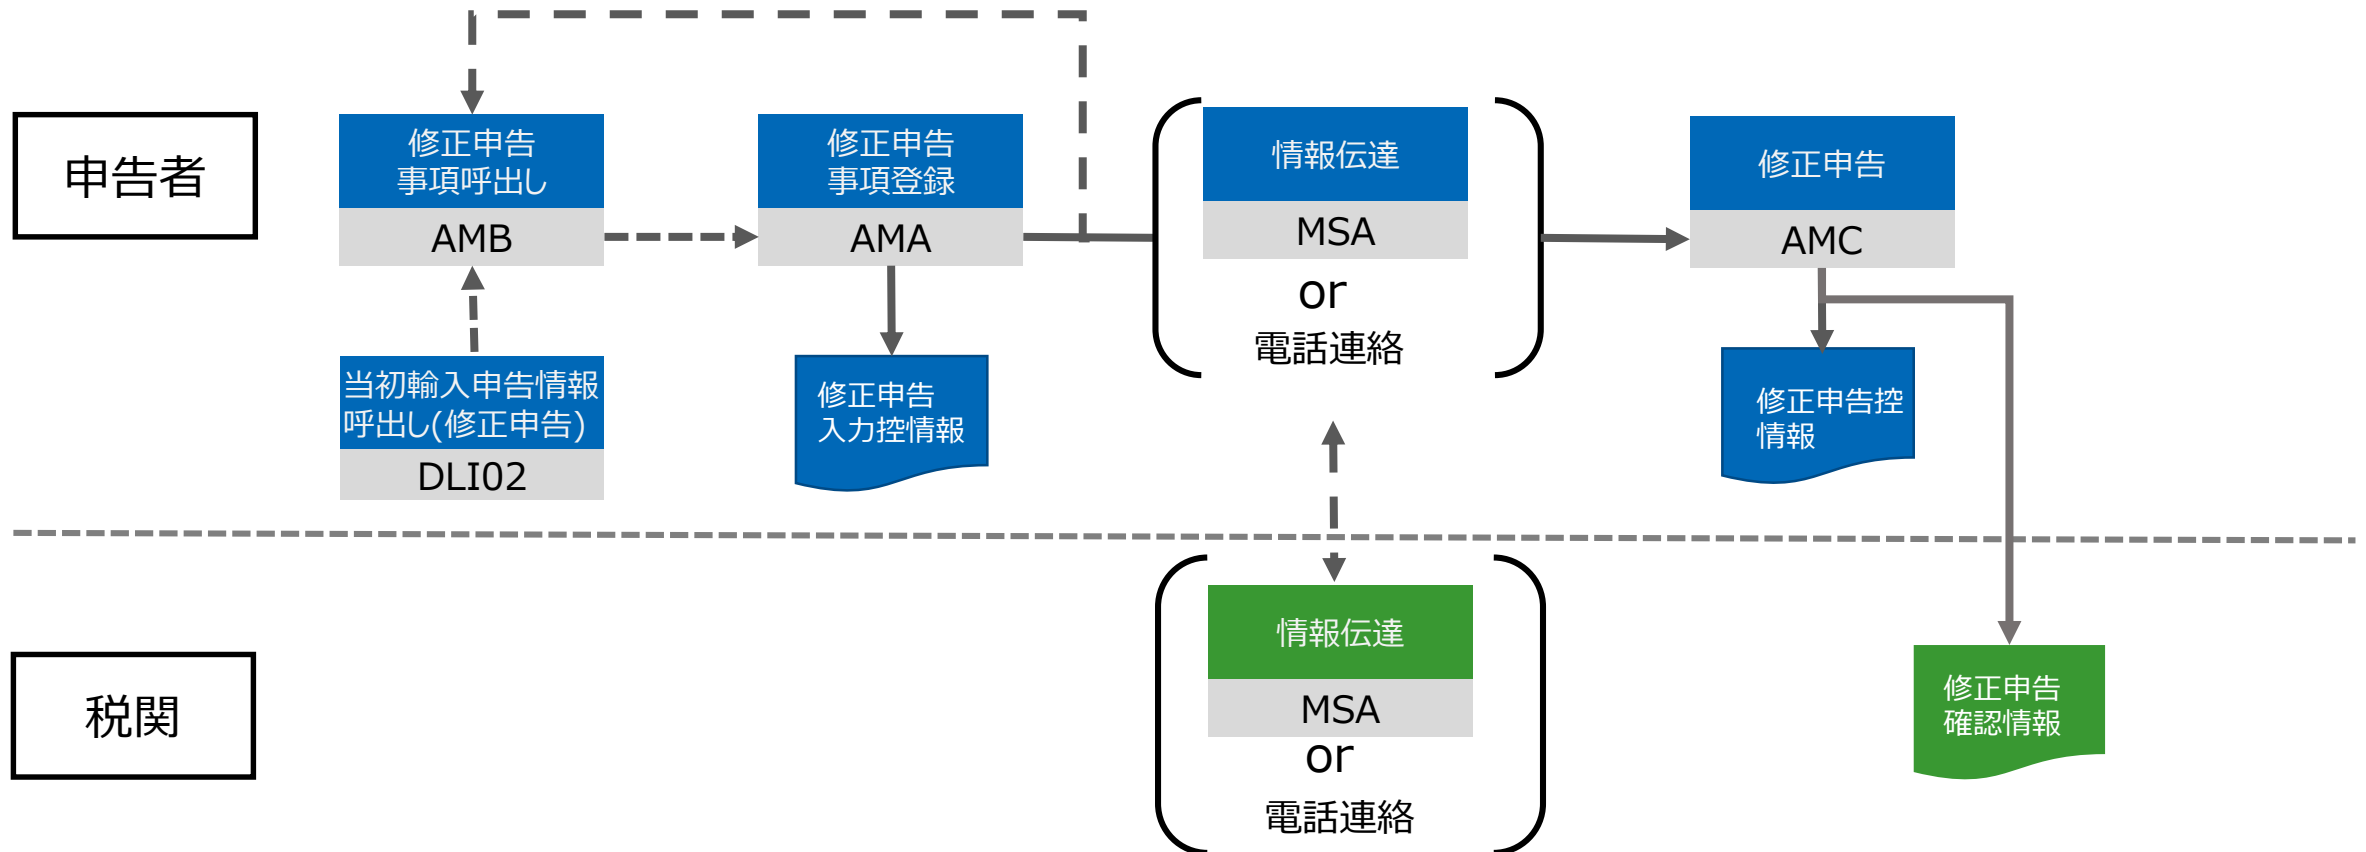 申告者
修正申告
事項呼出し
AMB
修正申告
事項登録
AMA
情報伝達
MSA
or
電話連絡
修正申告
AMC
当初輸入申告情報
呼出し(修正申告)
DLI02
修正申告
入力控情報
修正申告控
情報
税関
情報伝達
MSA
or
電話連絡
修正申告
確認情報